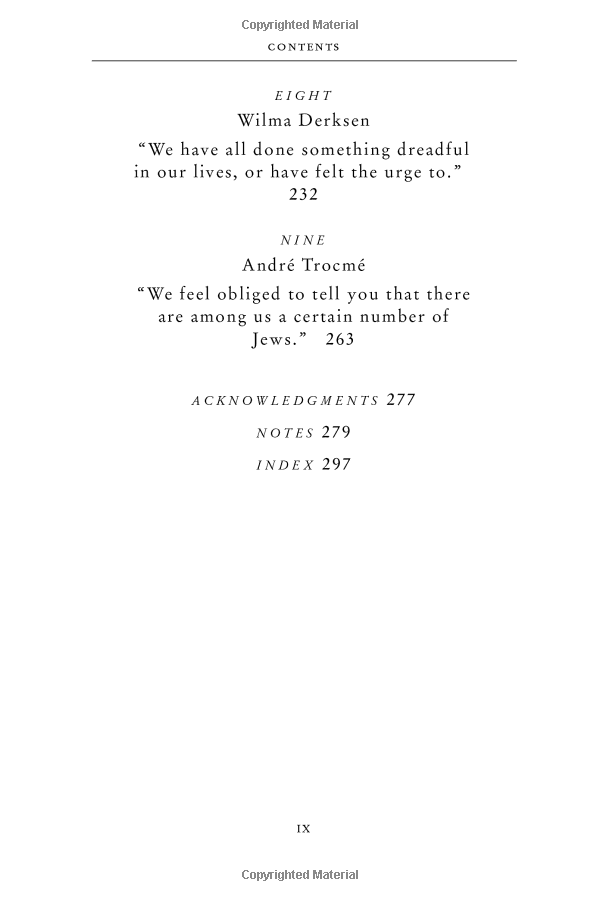 Copyrighted Material
CONTENTS
EIGHT
Wilma Derksen
“We have all done something dreadful
in our lives, or have felt the urge to.”
232
NINE
André Trocmé
“We feel obliged to tell you that there
are among us a certain number of
Jews.” 263
ACKNOWLEDGMENTS 277
NOTES 279
INDEX 297
IX
Copyrighted Material